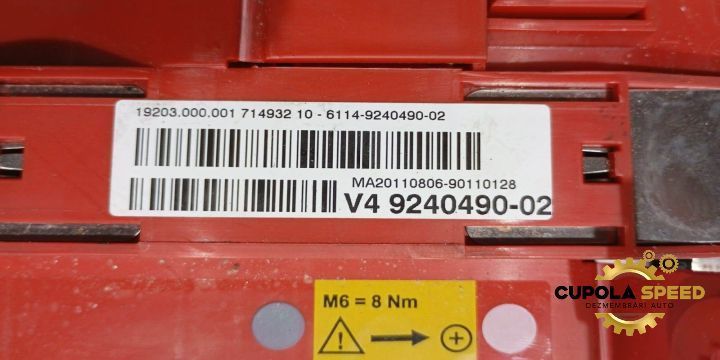 19203.000.001 714932 10 - 6114-9240490-02
MA20110806-90110128
V4 9240490-02
M6 = 8 Nm
CUPOLA SPEED
DEZMEMBRĂRI AUTO